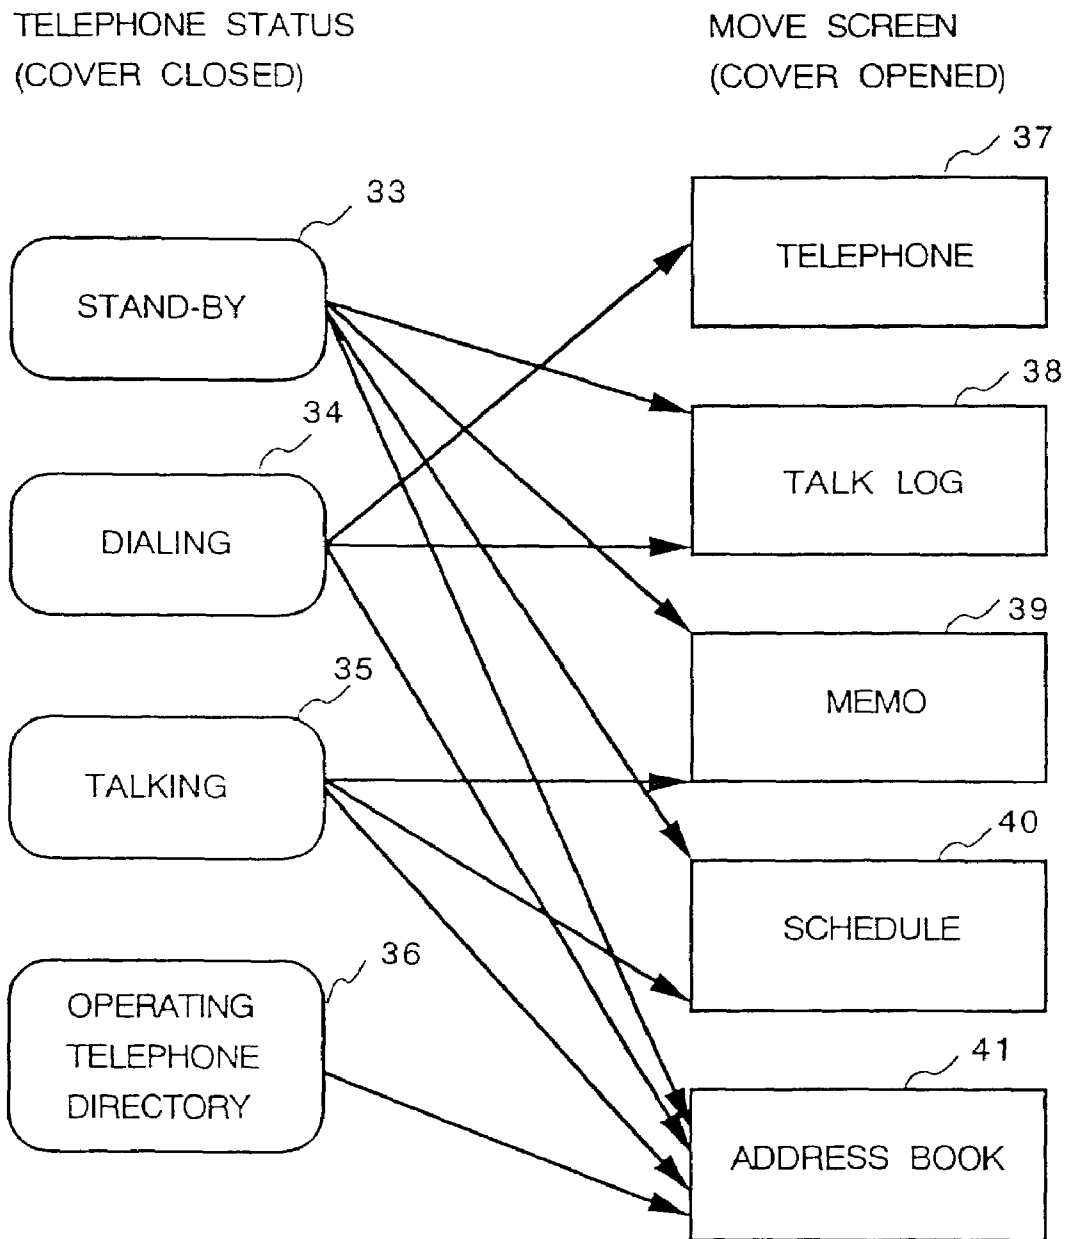 TELEPHONE STATUS
(COVER CLOSED)
MOVE SCREEN
(COVER OPENED)
33
STAND-BY
34
DIALING
35
TALKING
36
OPERATING
TELEPHONE
DIRECTORY
37
TELEPHONE
38
TALK LOG
39
MEMO
40
SCHEDULE
41
ADDRESS BOOK